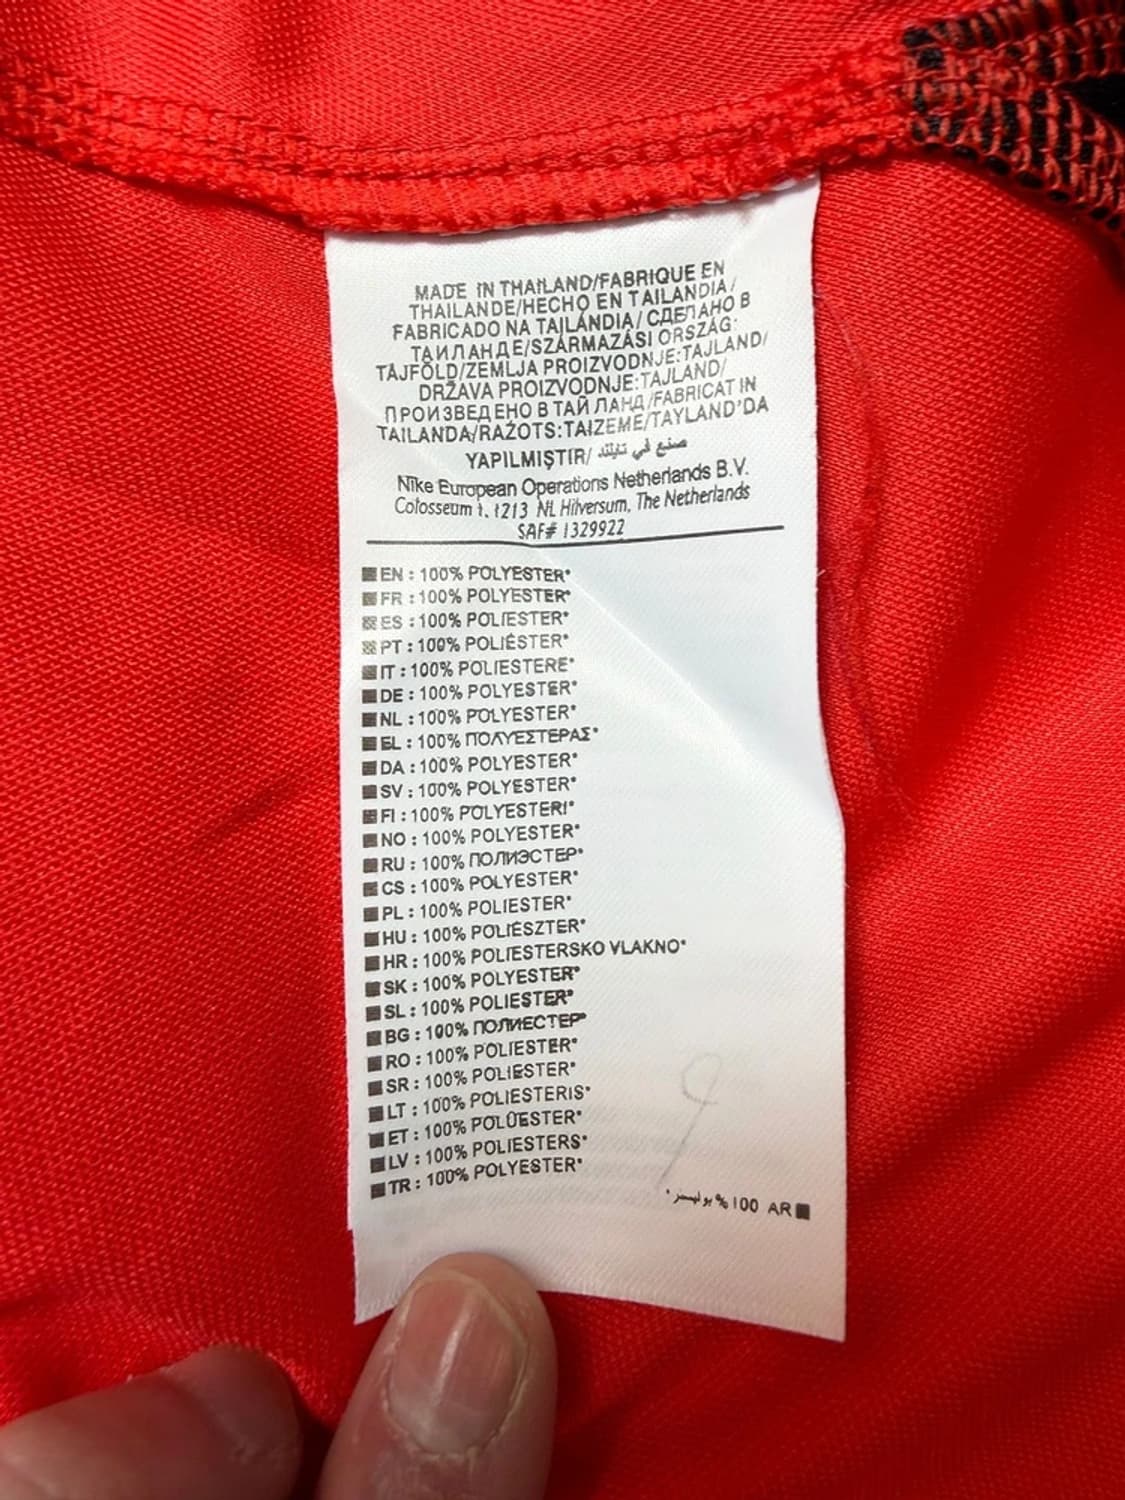 MADE IN THAILAND/FABRIQUE EN
THAILANDE/HECHO EN TAILANDIA/
FABRICADO NA TAILÂNDIA/СДЕЛАНО В
ТАИЛАНДЕ/SZÁRMAZÁSI ORSZÁG:
TÁJFÖLD/ZEMLJA PROIZVODNJE:TAJLAND/
DRŽAVA PROIZVODNJE:TAJLAND/
ПРОИЗВЕДЕНО В ТАЙЛАНД/FABRICAT IN
TAILANDA/RAŽOTS:TAIZEME/TAYLAND'DA
YAPILMIŞTIR/ صنع في تايلند
Nike European Operations Netherlands B.V.
Colosseum 1, 1213 NL Hilversum, The Netherlands
SAF# 1329922
EN : 100% POLYESTER*
FR : 100% POLYESTER*
ES : 100% POLIESTER*
PT : 100% POLIÉSTER*
IT : 100% POLIESTERE*
DE : 100% POLYESTER*
NL : 100% POLYESTER*
EL : 100% ΠΟΛΥΕΣΤΕΡΑΣ*
DA : 100% POLYESTER*
SV : 100% POLYESTER*
FI : 100% POLYESTERI*
NO : 100% POLYESTER*
RU : 100% ПОЛИЭСТЕР*
CS : 100% POLYESTER*
PL : 100% POLIESTER*
HU : 100% POLIÉSZTER*
HR : 100% POLIESTERSKO VLAKNO*
SK : 100% POLYESTER*
SL : 100% POLIESTER*
BG : 100% ПОЛИЕСТЕР*
RO : 100% POLIESTER*
SR : 100% POLIESTER*
LT : 100% POLIESTERIS*
ET : 100% POLÜESTER*
LV : 100% POLIESTERS*
TR : 100% POLYESTER*
AR 100 % بوليستر*
9